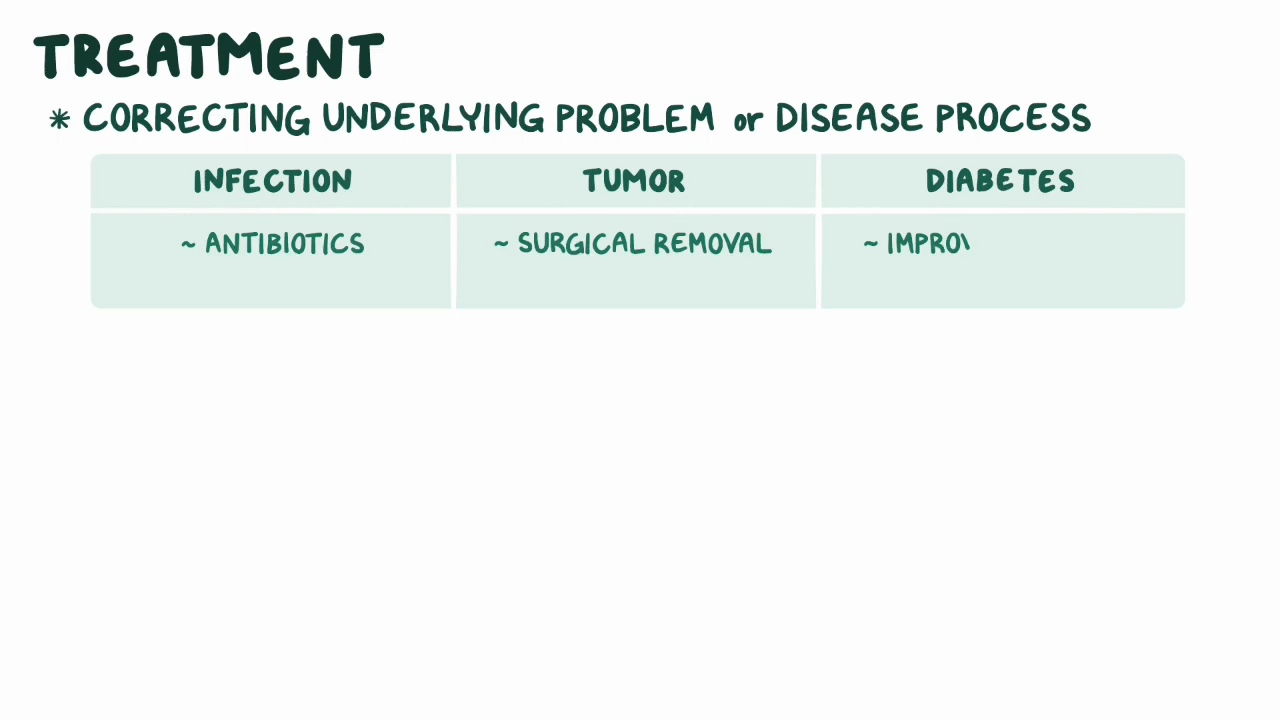 TREATMENT
* CORRECTING UNDERLYING PROBLEM or DISEASE PROCESS
INFECTION TUMOR DIABETES
~ ANTIBIOTICS ~ SURGICAL REMOVAL ~ IMPRO